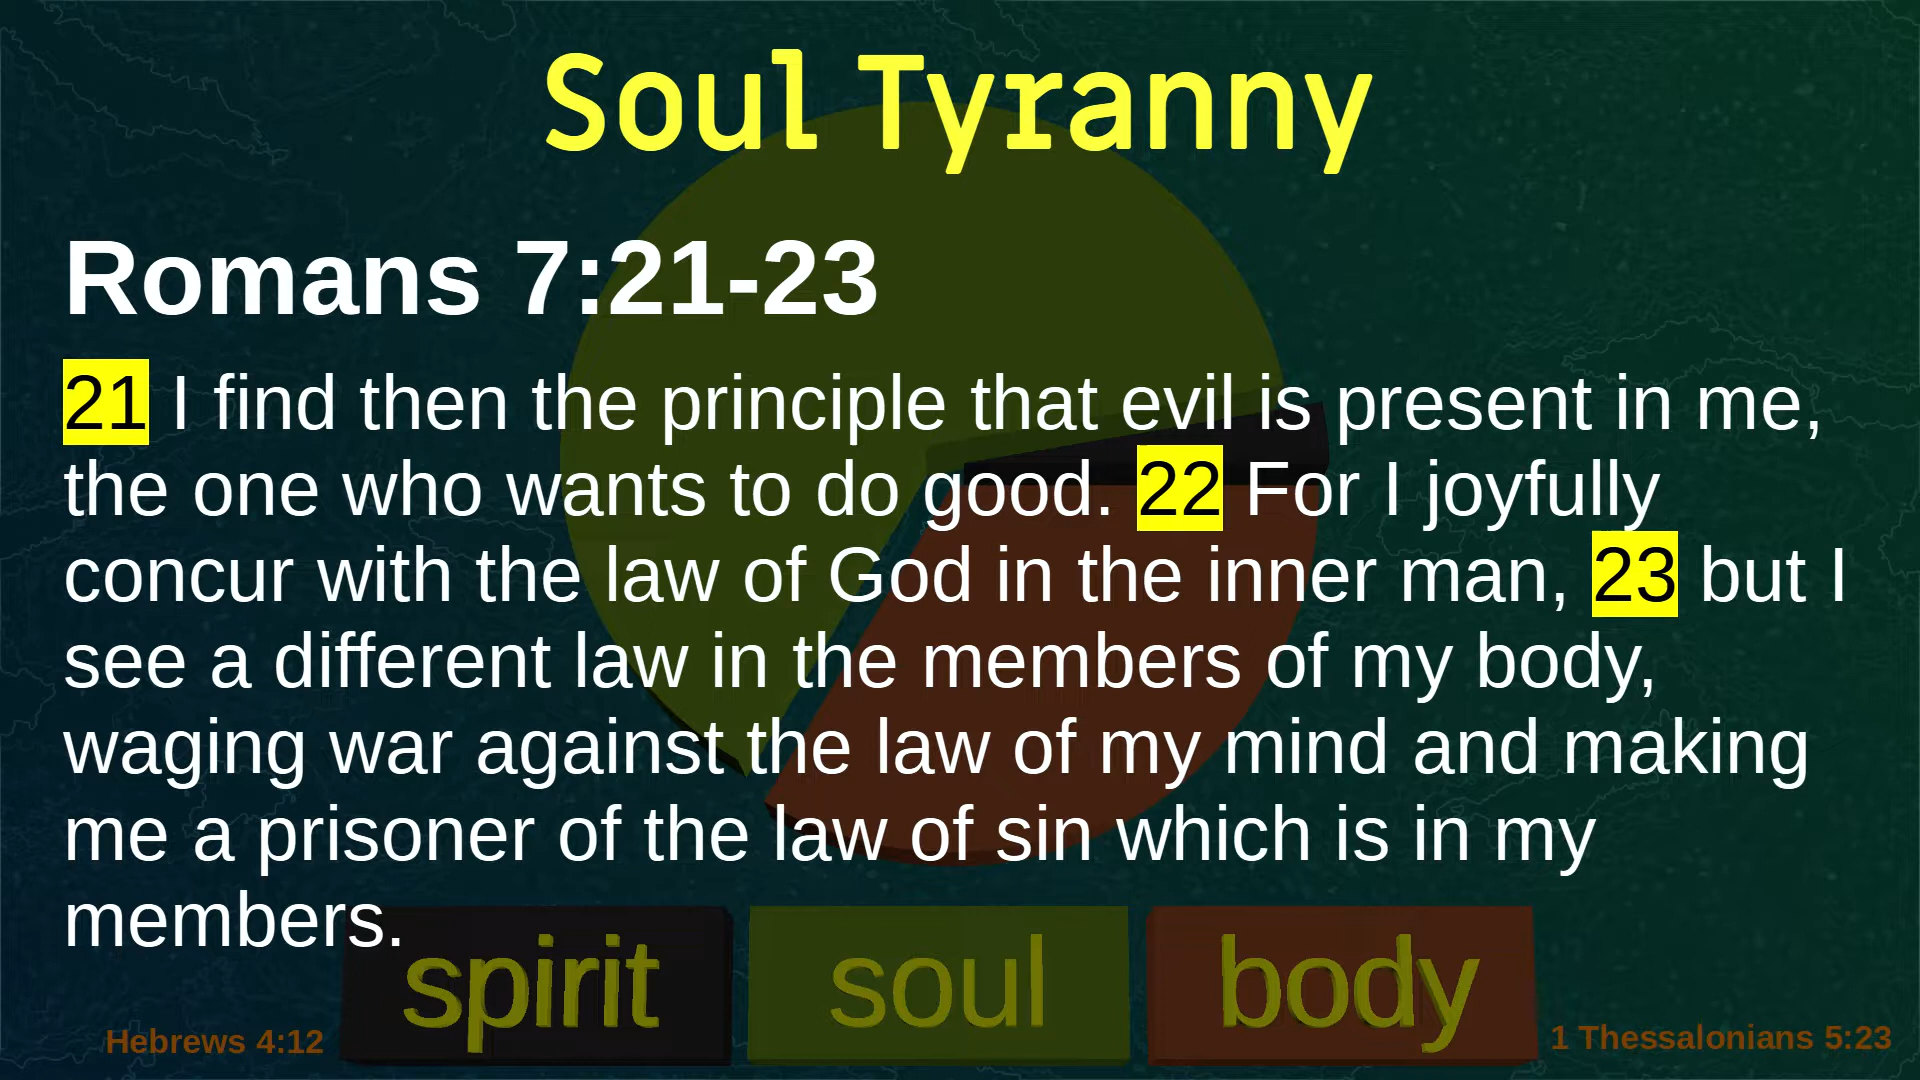 Soul Tyranny
Romans 7:21-23
21 I find then the principle that evil is present in me,
the one who wants to do good. 22 For I joyfully
concur with the law of God in the inner man, 23 but I
see a different law in the members of my body,
waging war against the law of my mind and making
me a prisoner of the law of sin which is in my
members.
spirit soul body
Hebrews 4:12
1 Thessalonians 5:23